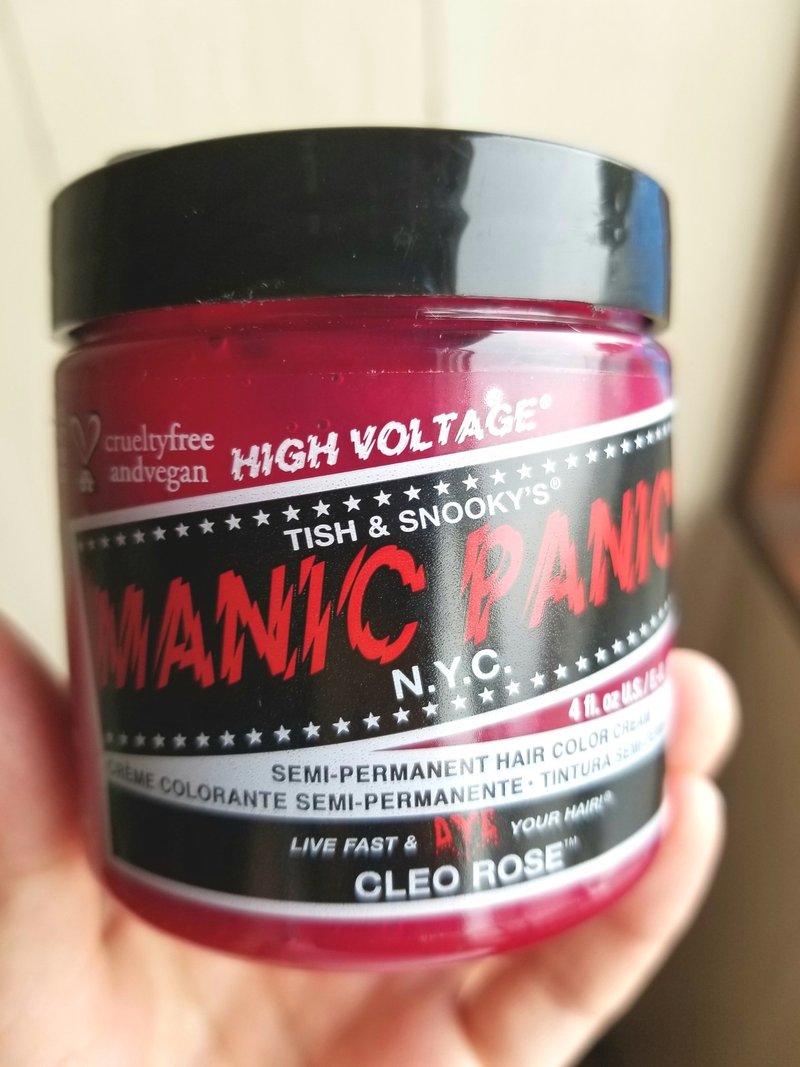 crueltyfree
andvegan
HIGH VOLTAGE®
TISH & SNOOKY'S®
MANIC PANIC
N.Y.C.
4 fl. oz U.S./
SEMI-PERMANENT HAIR COLOR CREAM
CRÈME COLORANTE SEMI-PERMANENTE • TINTURA
LIVE FAST & DYE YOUR HAIR!®
CLEO ROSE™